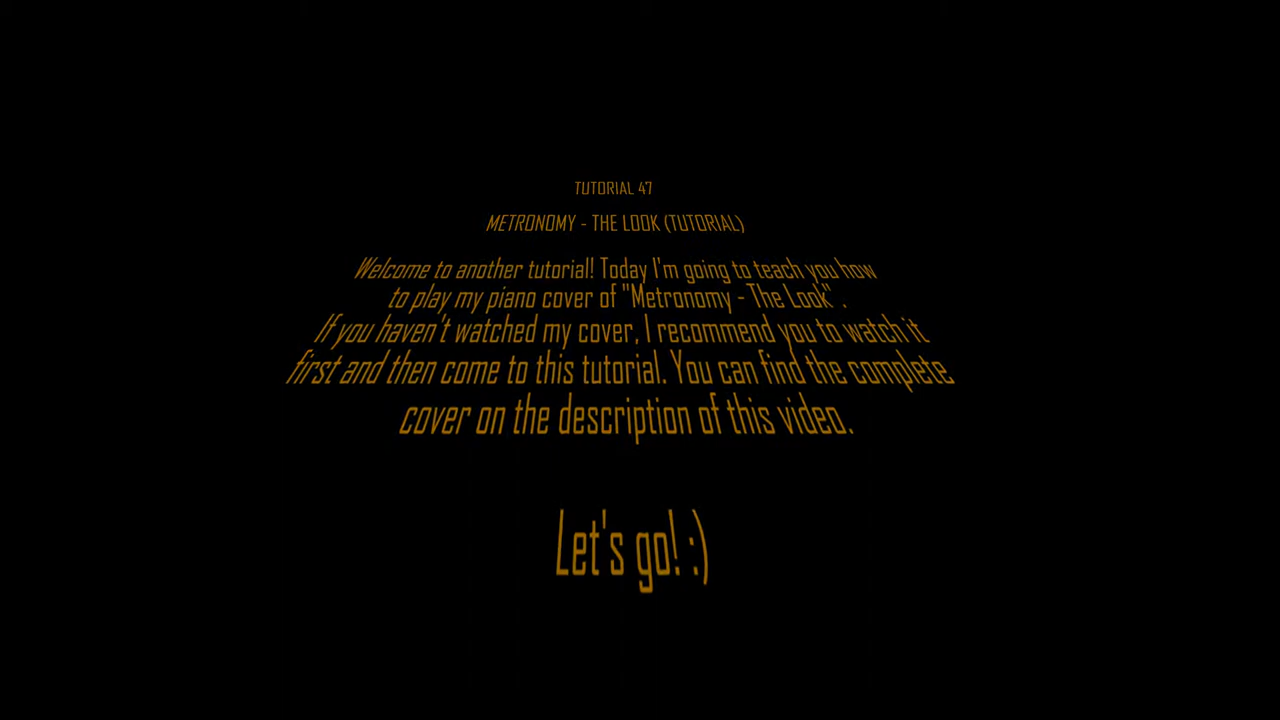 TUTORIAL 47
METRONOMY - THE LOOK (TUTORIAL)
Welcome to another tutorial! Today I'm going to teach you how
to play my piano cover of "Metronomy - The Look" .
If you haven't watched my cover, I recommend you to watch it
first and then come to this tutorial. You can find the complete
cover on the description of this video.
Let's go! :)